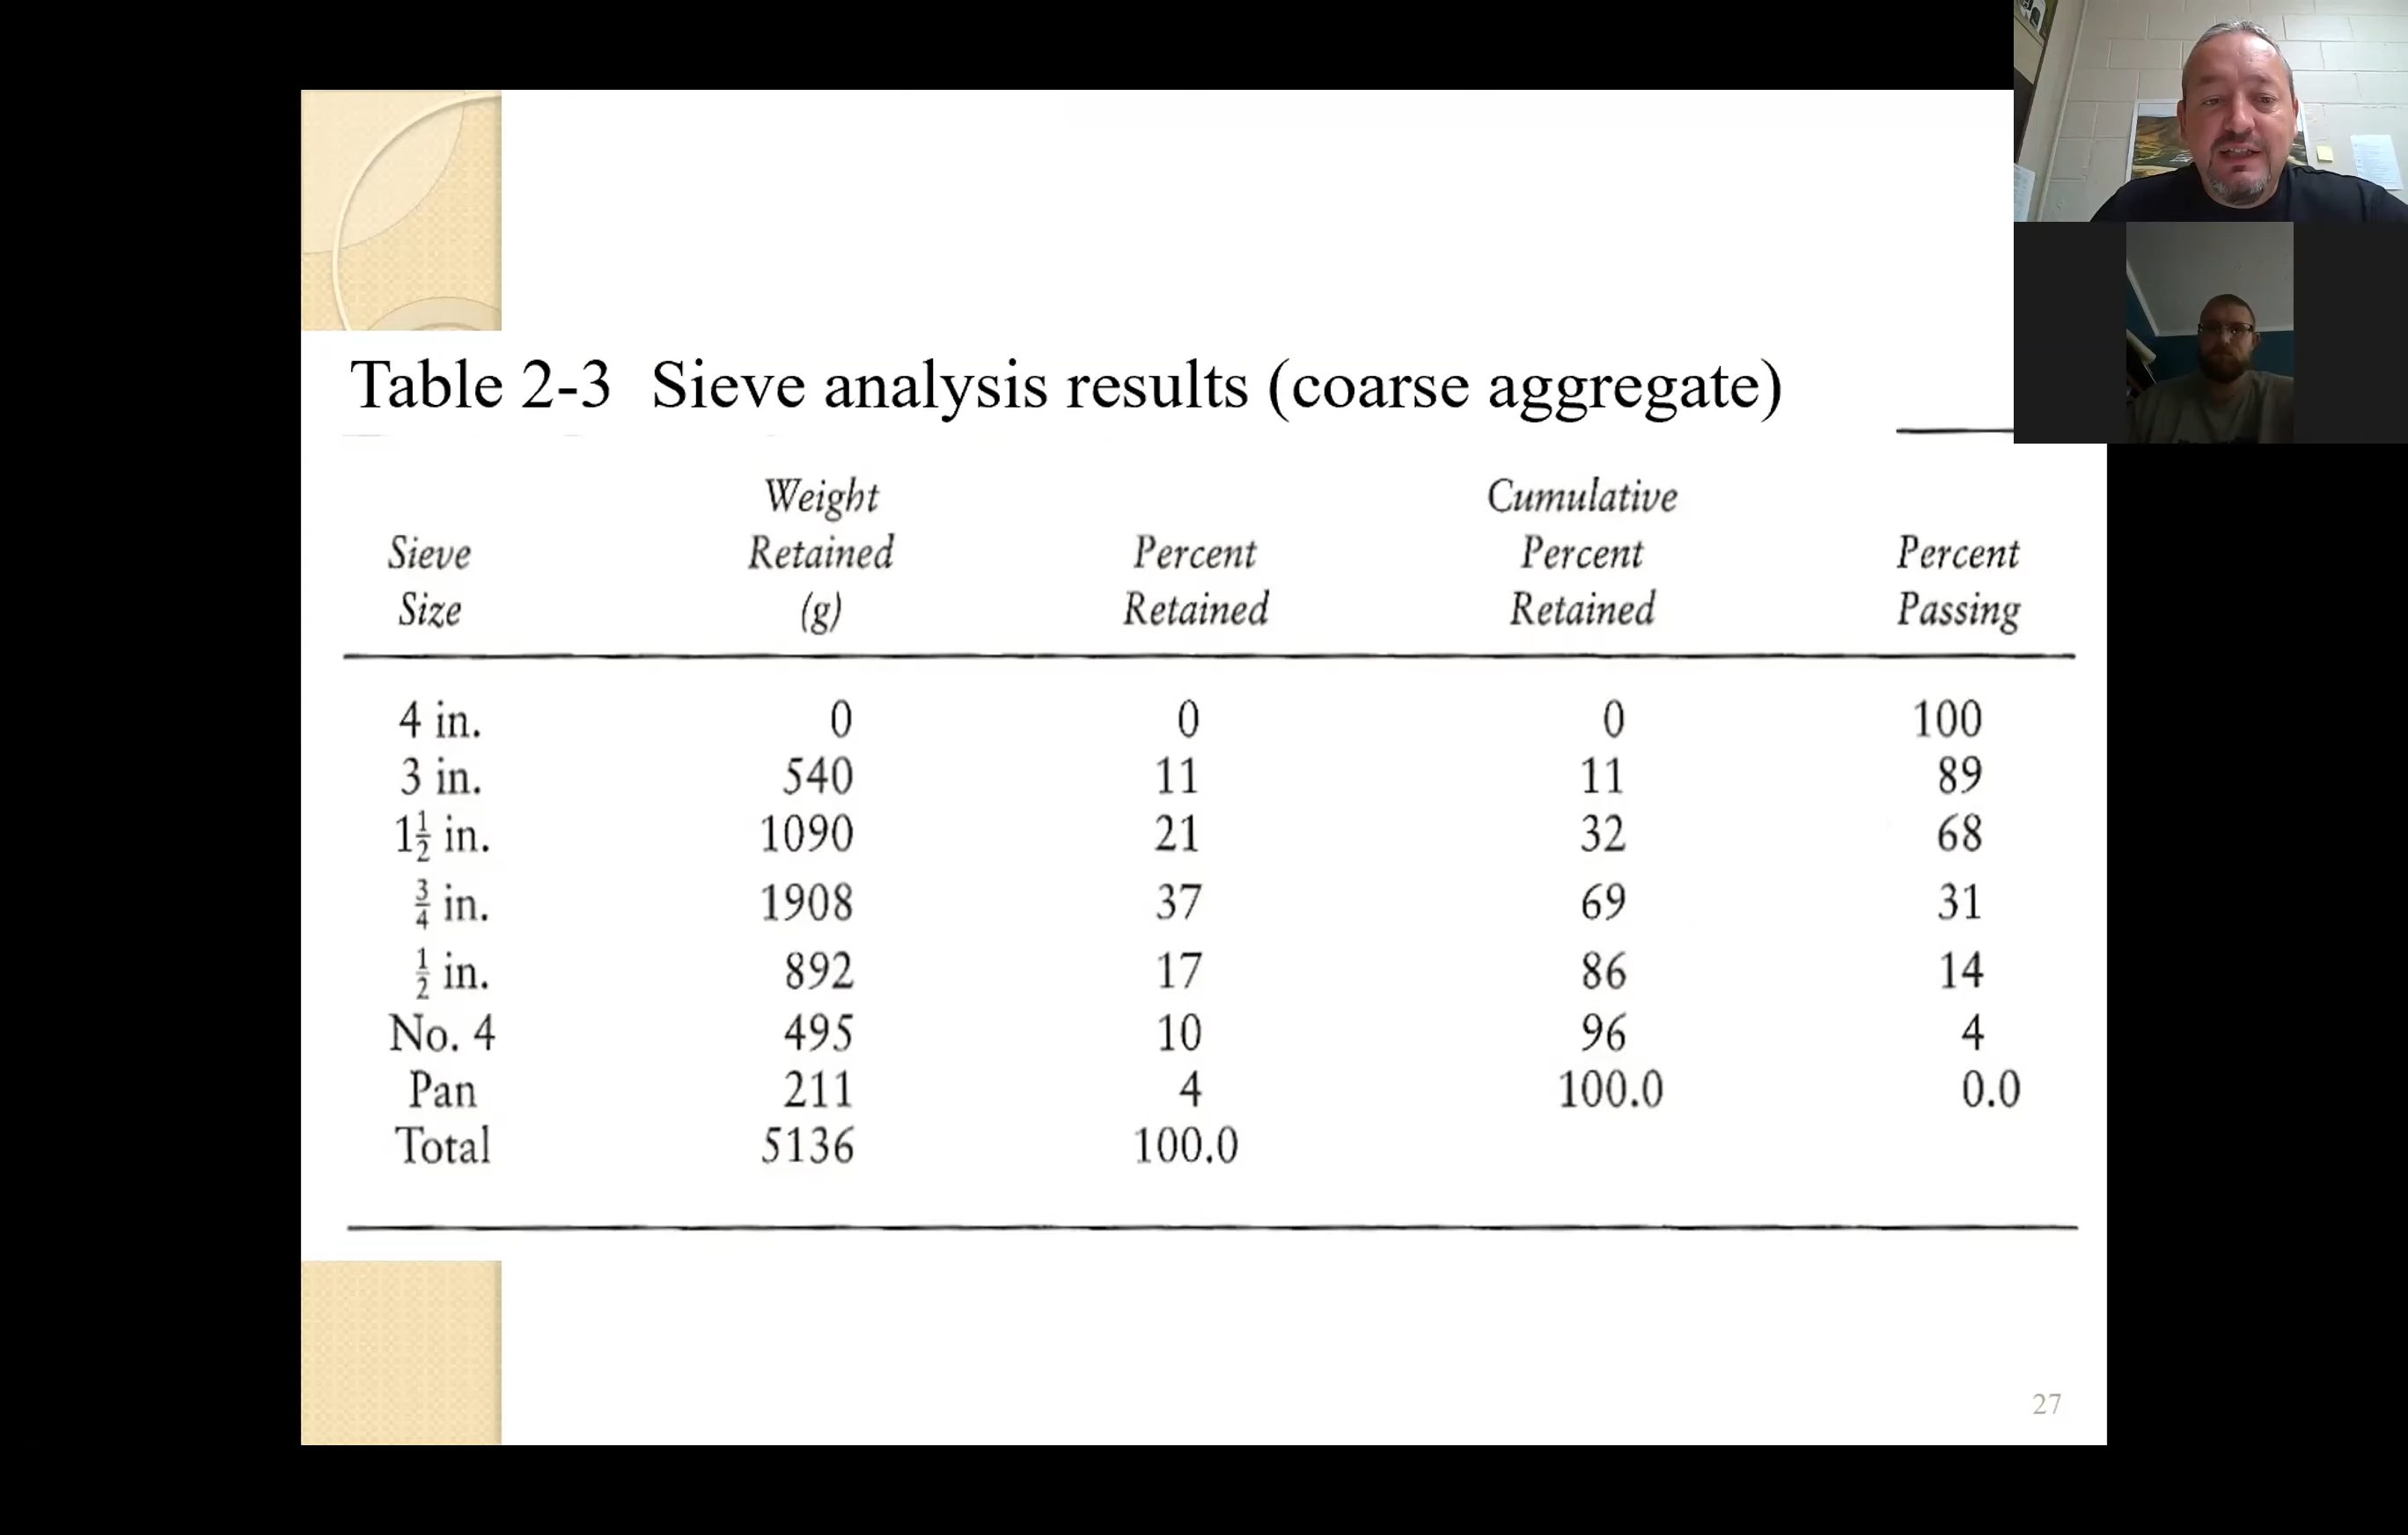 Table 2-3 Sieve analysis results (coarse aggregate)
Sieve Size Weight Retained (g) Percent Retained Cumulative Percent Retained Percent Passing
4 in. 0 0 0 100
3 in. 540 11 11 89
1½ in. 1090 21 32 68
¾ in. 1908 37 69 31
½ in. 892 17 86 14
No. 4 495 10 96 4
Pan 211 4 100.0 0.0
Total 5136 100.0
27